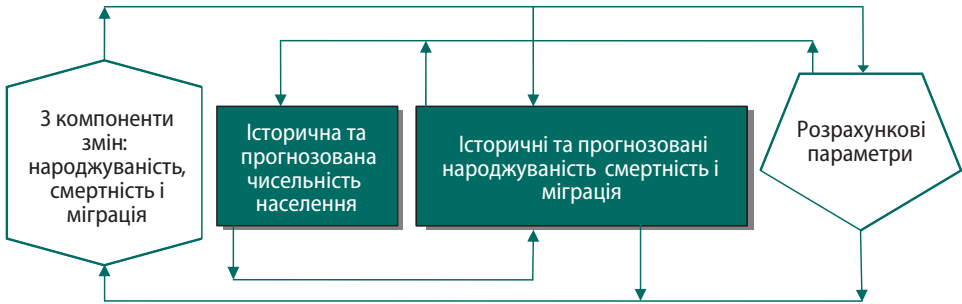 3 компоненти
змін:
народжуваність,
смертність і
міграція
Історична та
прогнозована
чисельність
населення
Історичні та прогнозовані
народжуваність смертність і
міграція
Розрахункові
параметри